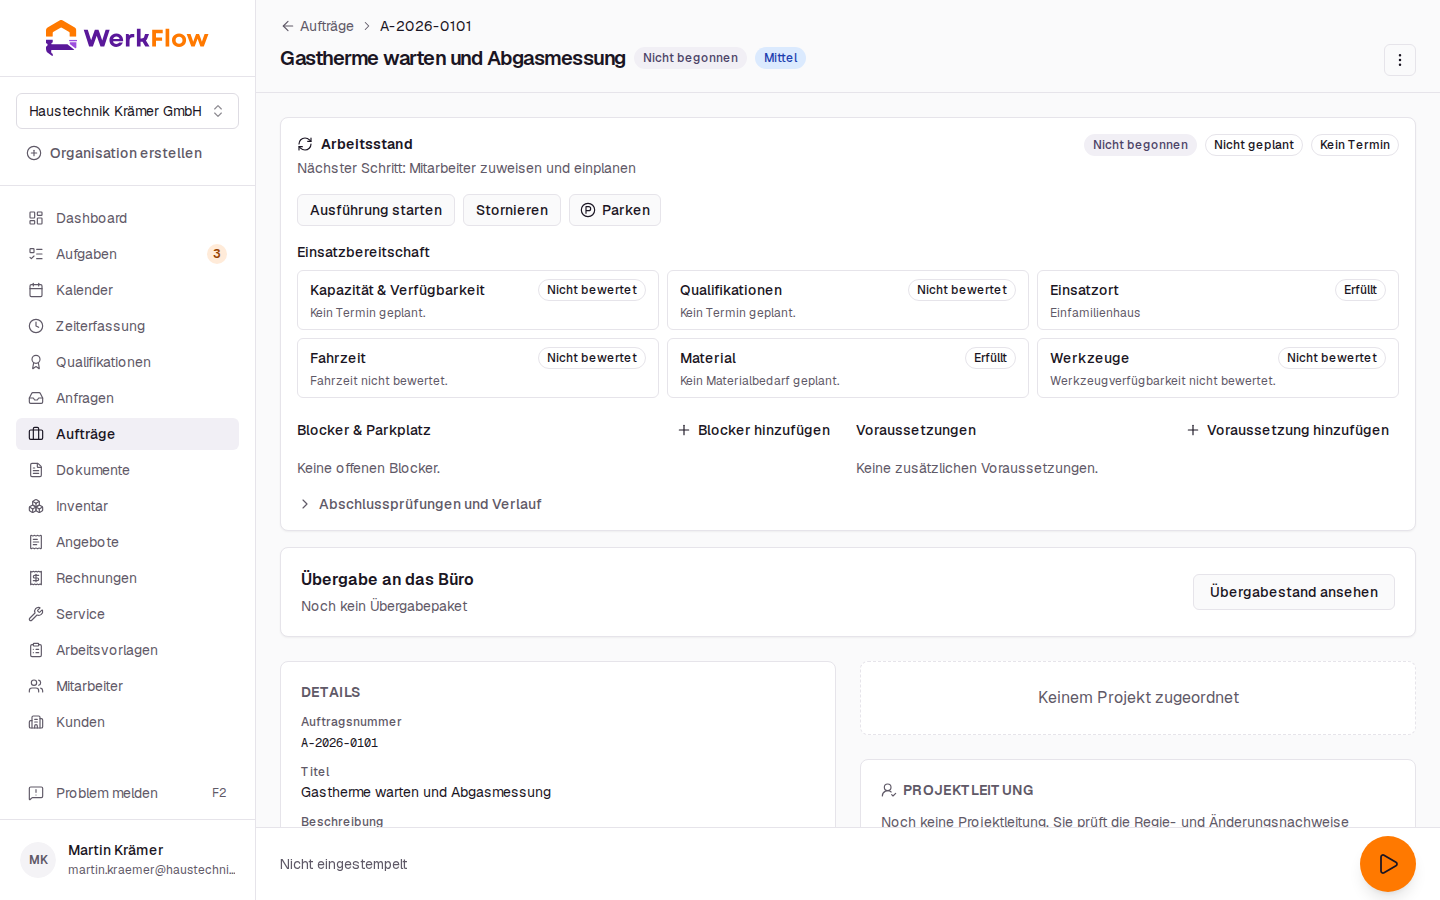 WerkFlow
Haustechnik Krämer GmbH
Organisation erstellen
Dashboard
Aufgaben 3
Kalender
Zeiterfassung
Qualifikationen
Anfragen
Aufträge
Dokumente
Inventar
Angebote
Rechnungen
Service
Arbeitsvorlagen
Mitarbeiter
Kunden
Problem melden F2
MK
Martin Krämer
martin.kraemer@haustechni...
Aufträge A-2026-0101
Gastherme warten und Abgasmessung Nicht begonnen Mittel
Arbeitsstand Nicht begonnen Nicht geplant Kein Termin
Nächster Schritt: Mitarbeiter zuweisen und einplanen
Ausführung starten Stornieren Parken
Einsatzbereitschaft
Kapazität & Verfügbarkeit Nicht bewertet
Kein Termin geplant.
Qualifikationen Nicht bewertet
Kein Termin geplant.
Einsatzort Erfüllt
Einfamilienhaus
Fahrzeit Nicht bewertet
Fahrzeit nicht bewertet.
Material Erfüllt
Kein Materialbedarf geplant.
Werkzeuge Nicht bewertet
Werkzeugverfügbarkeit nicht bewertet.
Blocker & Parkplatz Blocker hinzufügen
Keine offenen Blocker.
Voraussetzungen Voraussetzung hinzufügen
Keine zusätzlichen Voraussetzungen.
Abschlussprüfungen und Verlauf
Übergabe an das Büro
Noch kein Übergabepaket
Übergabestand ansehen
DETAILS
Auftragsnummer
A-2026-0101
Titel
Gastherme warten und Abgasmessung
Beschreibung
Keinem Projekt zugeordnet
PROJEKTLEITUNG
Noch keine Projektleitung. Sie prüft die Regie- und Änderungsnachweise
Nicht eingestempelt